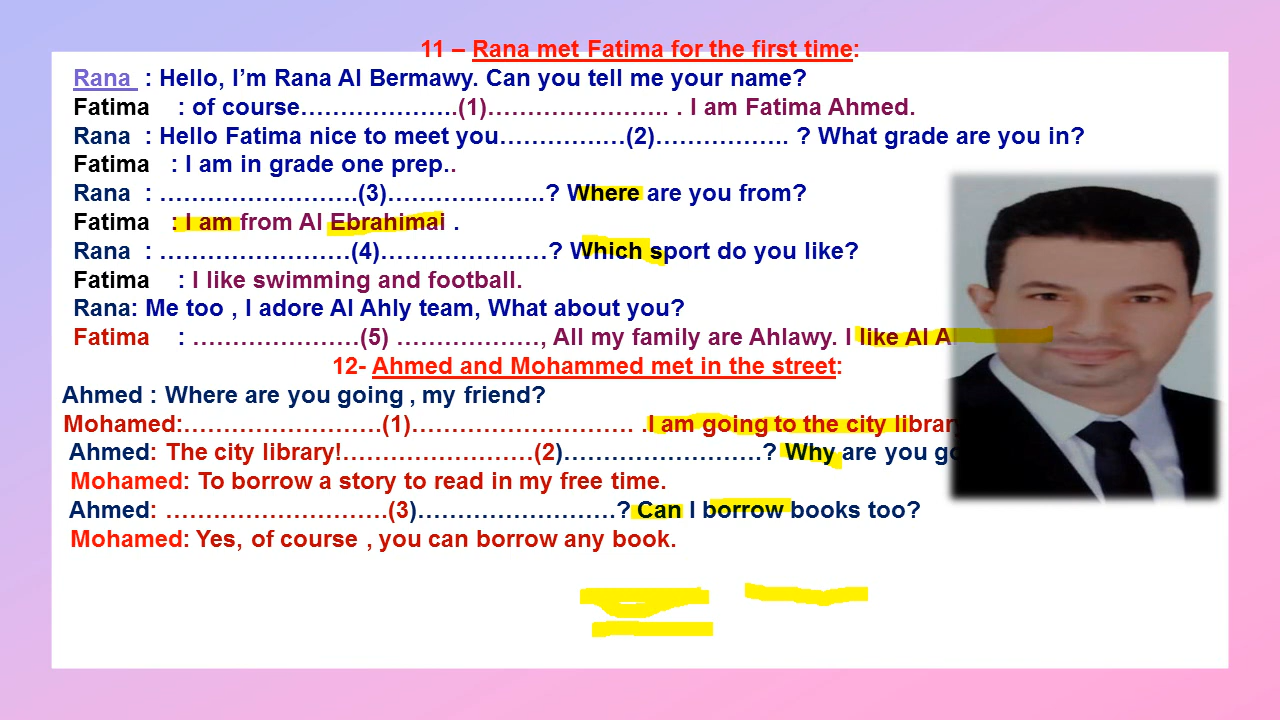 11 – Rana met Fatima for the first time:
Rana : Hello, I’m Rana Al Bermawy. Can you tell me your name?
Fatima : of course………………..(1)………………….. . I am Fatima Ahmed.
Rana : Hello Fatima nice to meet you………….…(2)…………….. ? What grade are you in?
Fatima : I am in grade one prep..
Rana : …………………….(3)………………..? Where are you from?
Fatima : I am from Al Ebrahimai .
Rana : ……………………(4)…………………? Which sport do you like?
Fatima : I like swimming and football.
Rana: Me too , I adore Al Ahly team, What about you?
Fatima : …………………(5) ………………, All my family are Ahlawy. I like Al
12- Ahmed and Mohammed met in the street:
Ahmed : Where are you going , my friend?
Mohamed:…………………….(1)………………………. .I am going to the city library
Ahmed: The city library!……………………(2)…………………….? Why are you
Mohamed: To borrow a story to read in my free time.
Ahmed: ……………………….(3)…………………….? Can I borrow books too?
Mohamed: Yes, of course , you can borrow any book.